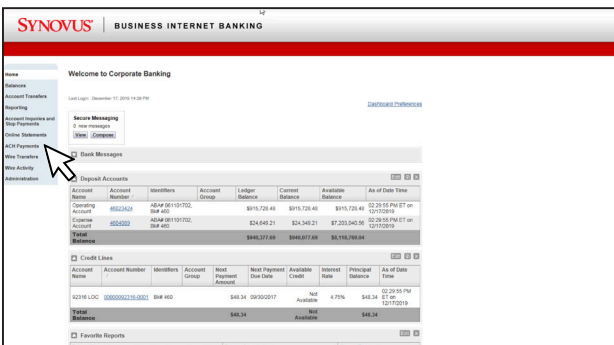 SYNOVUS® | BUSINESS INTERNET BANKING
Home
Balances
Account Transfers
Reporting
Account Inquiries and
Stop Payments
Online Statements
ACH Payments
Wire Transfers
Wire Activity
Administration
Welcome to Corporate Banking
Last Login: December 17, 2019 14:28 PM
Dashboard Preferences
Secure Messaging
0 new messages
View Compose
Bank Messages
Deposit Accounts Edit
Account Name Account Number Identifiers Account Group Ledger Balance Current Balance Available Balance As of Date Time
Operating Account 46023424 ABA# 061101702, Bk# 460 $915,728.48 $915,728.48 $915,728.48 02:29:55 PM ET on 12/17/2019
Expense Account ABA# 061101702, Bk# 460 $24,649.21 $24,349.21 $7,203,040.56 02:29:55 PM ET on 12/17/2019
Total Balance $940,377.69 $940,077.69 $8,118,769.04
Credit Lines Edit
Account Name Account Number Identifiers Account Group Next Payment Amount Next Payment Due Date Available Credit Interest Rate Principal Balance As of Date Time
92316 LOC 00000092316-0001 Bk# 460 $48.34 09/30/2017 Not Available 4.75% $48.34 02:29:55 PM ET on 12/17/2019
Total Balance $48.34 Not Available $48.34
Favorite Reports Edit